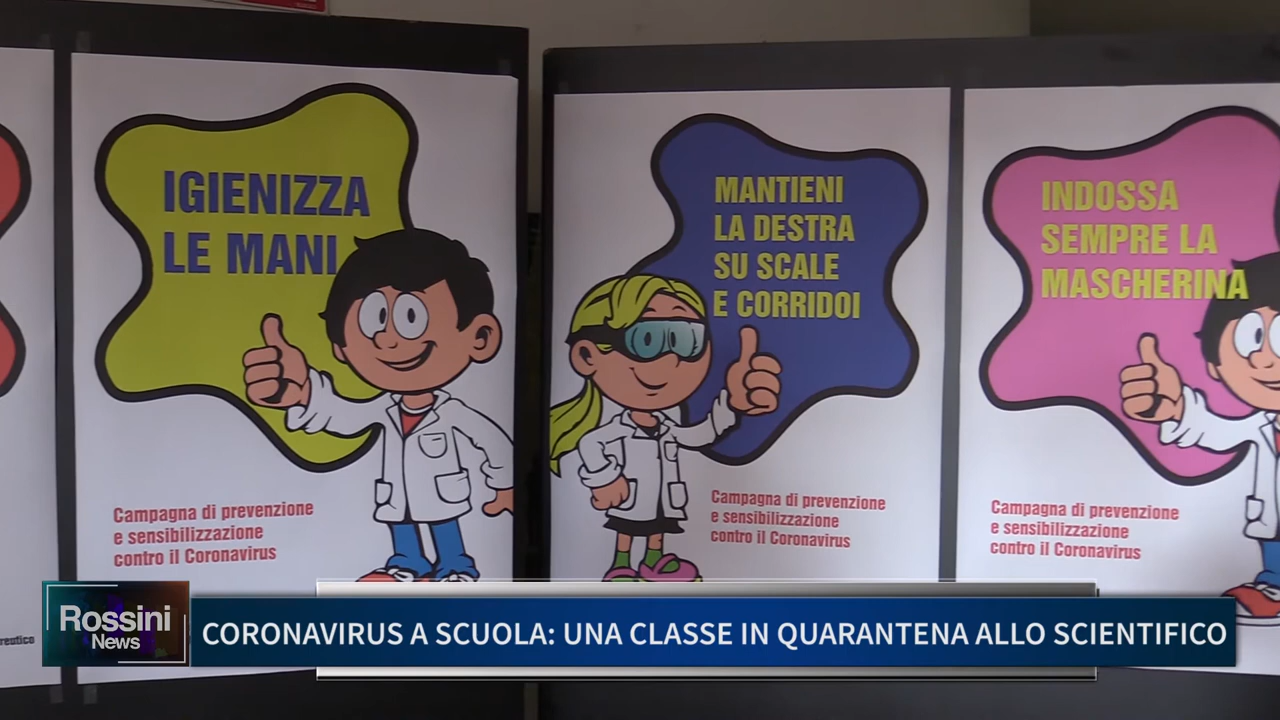 IGIENIZZA
LE MANI
Campagna di prevenzione
e sensibilizzazione
contro il Coronavirus
MANTIENI
LA DESTRA
SU SCALE
E CORRIDOI
Campagna di prevenzione
e sensibilizzazione
contro il Coronavirus
INDOSSA
SEMPRE LA
MASCHERINA
Campagna di prevenzione
e sensibilizzazione
contro il Coronavirus
Rossini
News
CORONAVIRUS A SCUOLA: UNA CLASSE IN QUARANTENA ALLO SCIENTIFICO